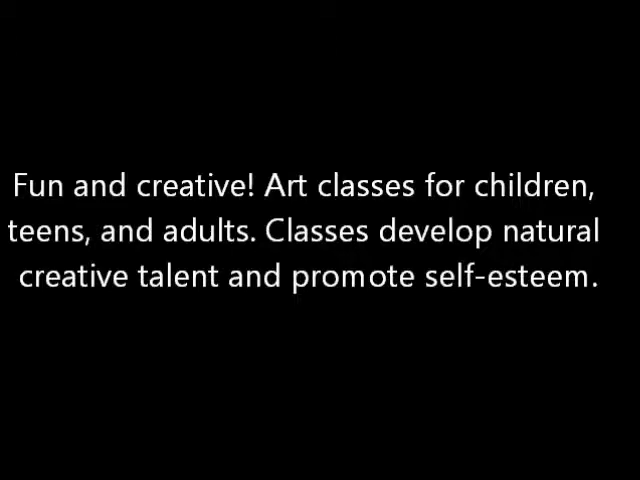 Fun and creative! Art classes for children,
teens, and adults. Classes develop natural
creative talent and promote self-esteem.